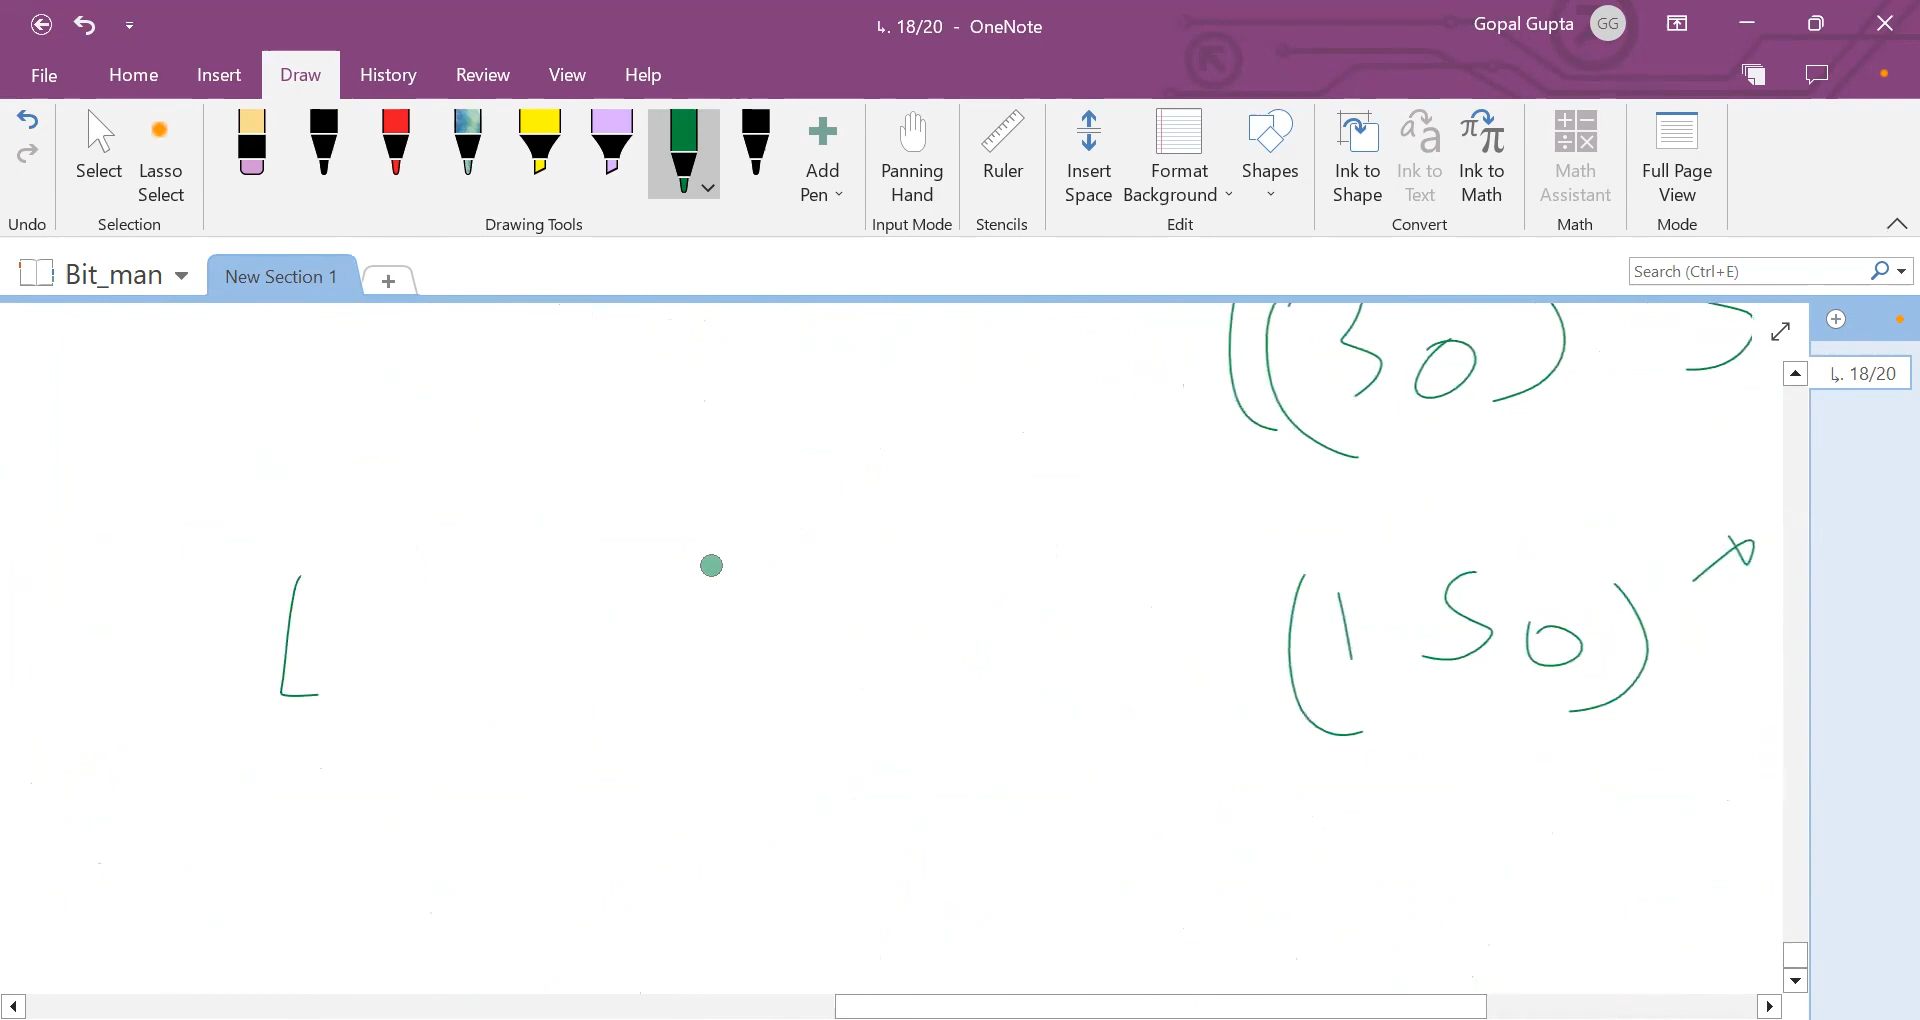 ↳. 18/20 - OneNote
Gopal Gupta GG
File Home Insert Draw History Review View Help
Select
Lasso Select
Add Pen
Panning Hand
Ruler
Insert Space
Format Background
Shapes
Ink to Shape
Ink to Text
Ink to Math
Math Assistant
Full Page View
Undo Selection Drawing Tools Input Mode Stencils Edit Convert Math Mode
Bit_man New Section 1
Search (Ctrl+E)
↳. 18/20
((50)
[
(150)